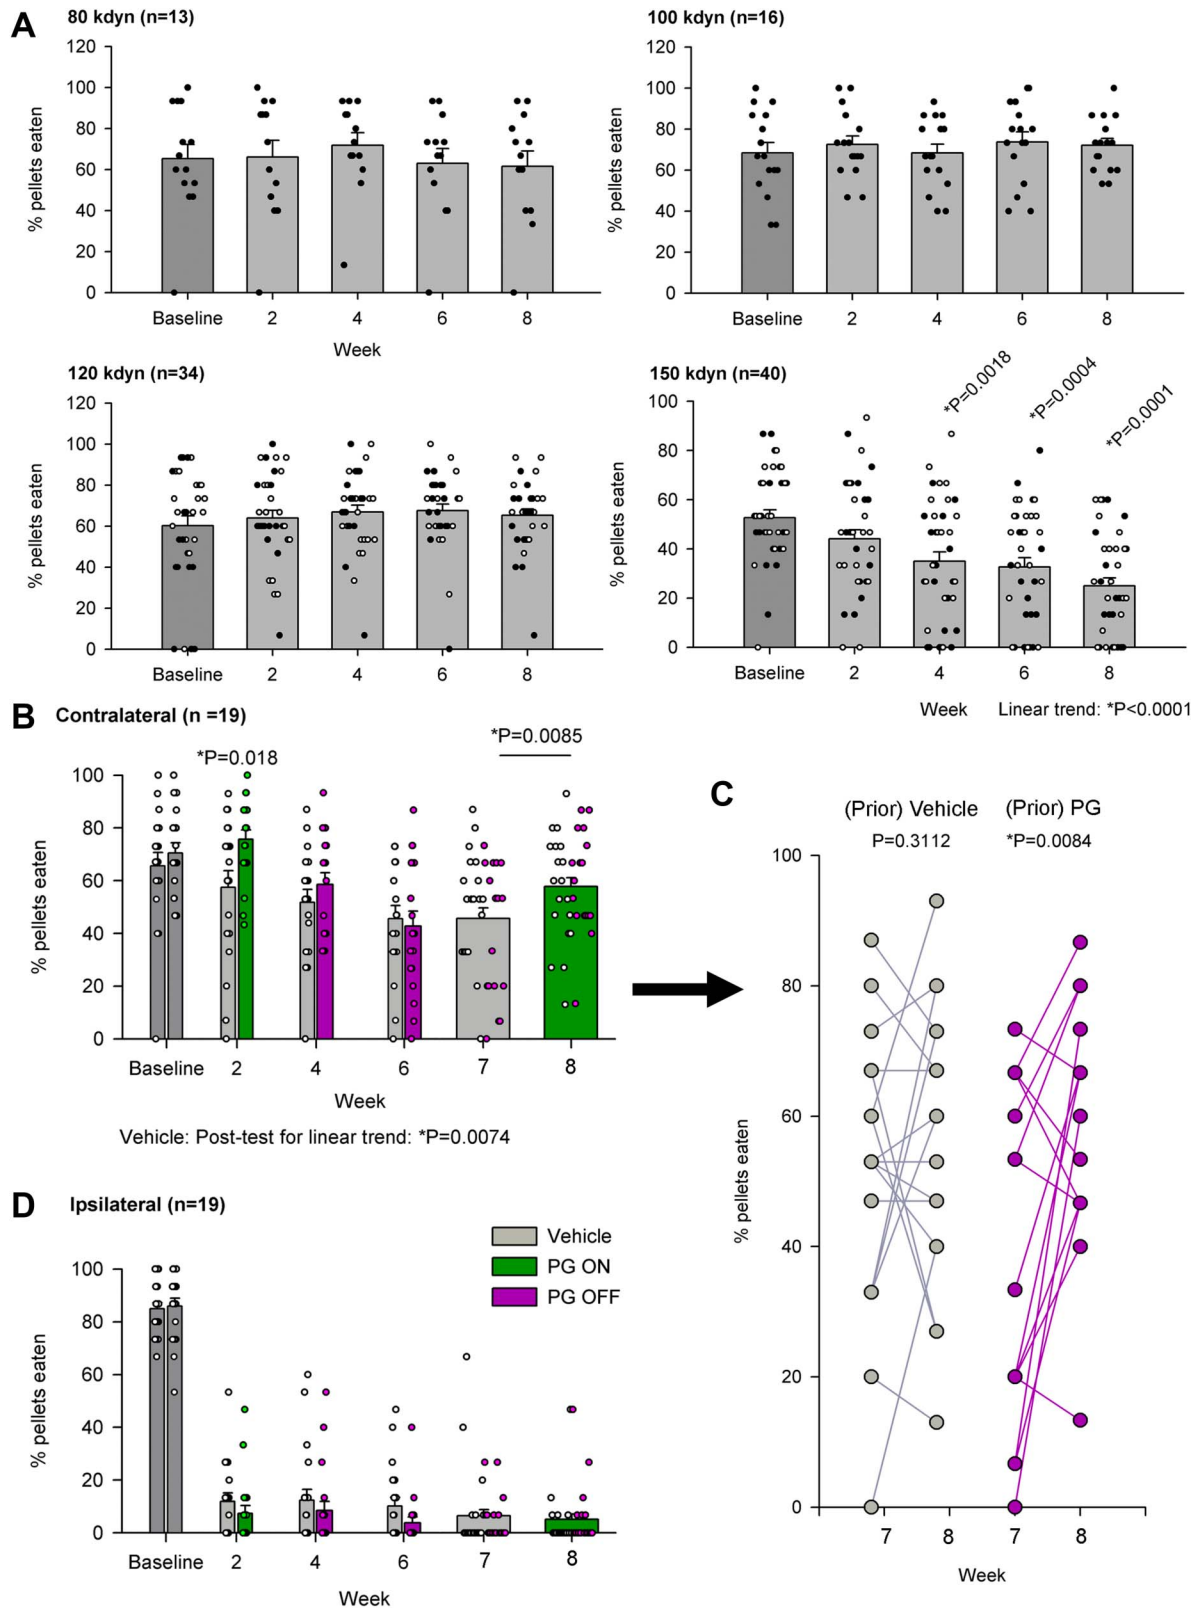 A
80 kdyn (n=13)
% pellets eaten
120
100
80
60
40
20
0
Baseline 2 4 6 8
Week
100 kdyn (n=16)
% pellets eaten
120
100
80
60
40
20
0
Baseline 2 4 6 8
120 kdyn (n=34)
% pellets eaten
120
100
80
60
40
20
0
Baseline 2 4 6 8
150 kdyn (n=40)
*P=0.0018
*P=0.0004
*P=0.0001
% pellets eaten
100
80
60
40
20
0
Baseline 2 4 6 8
Week Linear trend: *P<0.0001
B
Contralateral (n =19)
*P=0.018
*P=0.0085
% pellets eaten
100
80
60
40
20
0
Baseline 2 4 6 7 8
Week
Vehicle: Post-test for linear trend: *P=0.0074
C
(Prior) Vehicle (Prior) PG
P=0.3112 *P=0.0084
% pellets eaten
100
80
60
40
20
0
7 8 7 8
Week
D
Ipsilateral (n=19)
Vehicle
PG ON
PG OFF
% pellets eaten
100
80
60
40
20
0
Baseline 2 4 6 7 8
Week